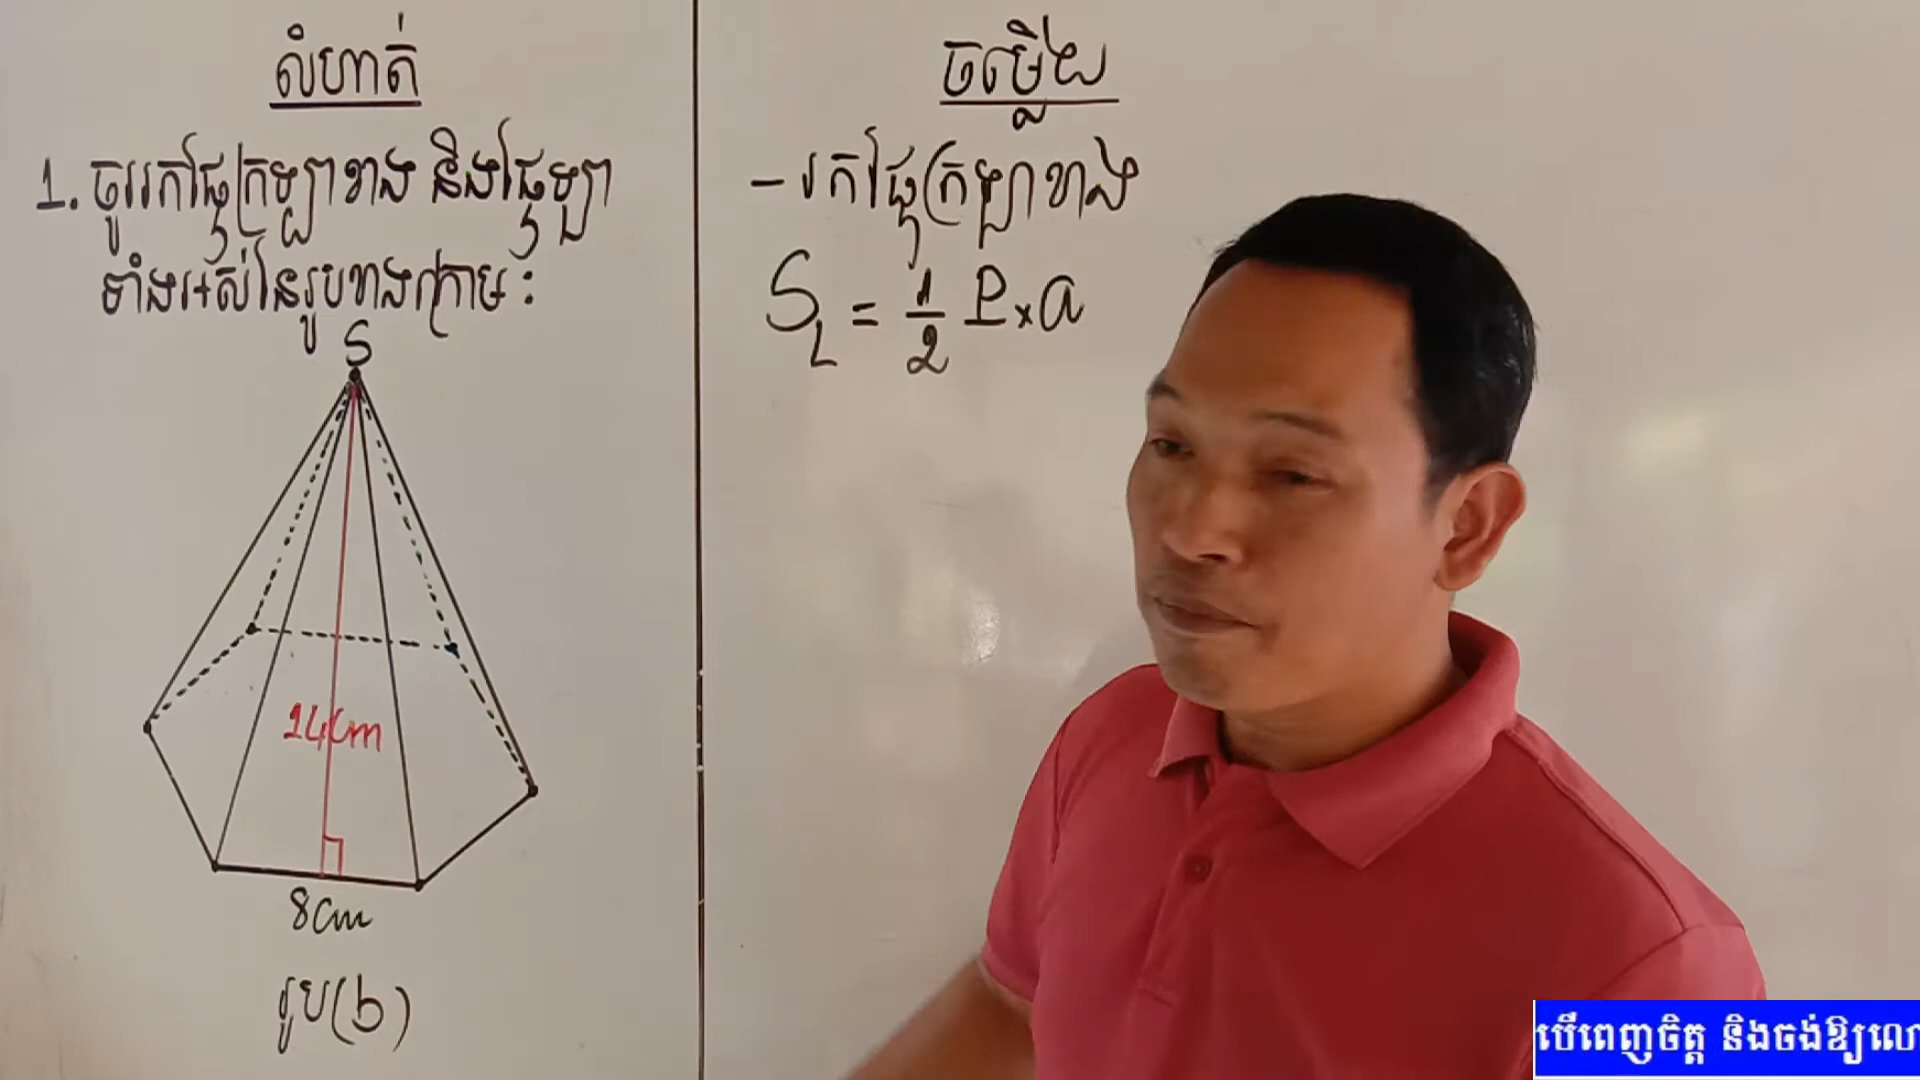 លំហាត់
1. ចូររកផ្ទៃក្រឡាខាង និងផ្ទៃក្រឡា
ទាំងអស់នៃរូបខាងក្រោម :
S
14cm
8cm
រូប(b)
ចម្លើយ
- រកផ្ទៃក្រឡាខាង
S_L = 1/2 P × a
បើពេញចិត្ត និងចង់ឱ្យលោ